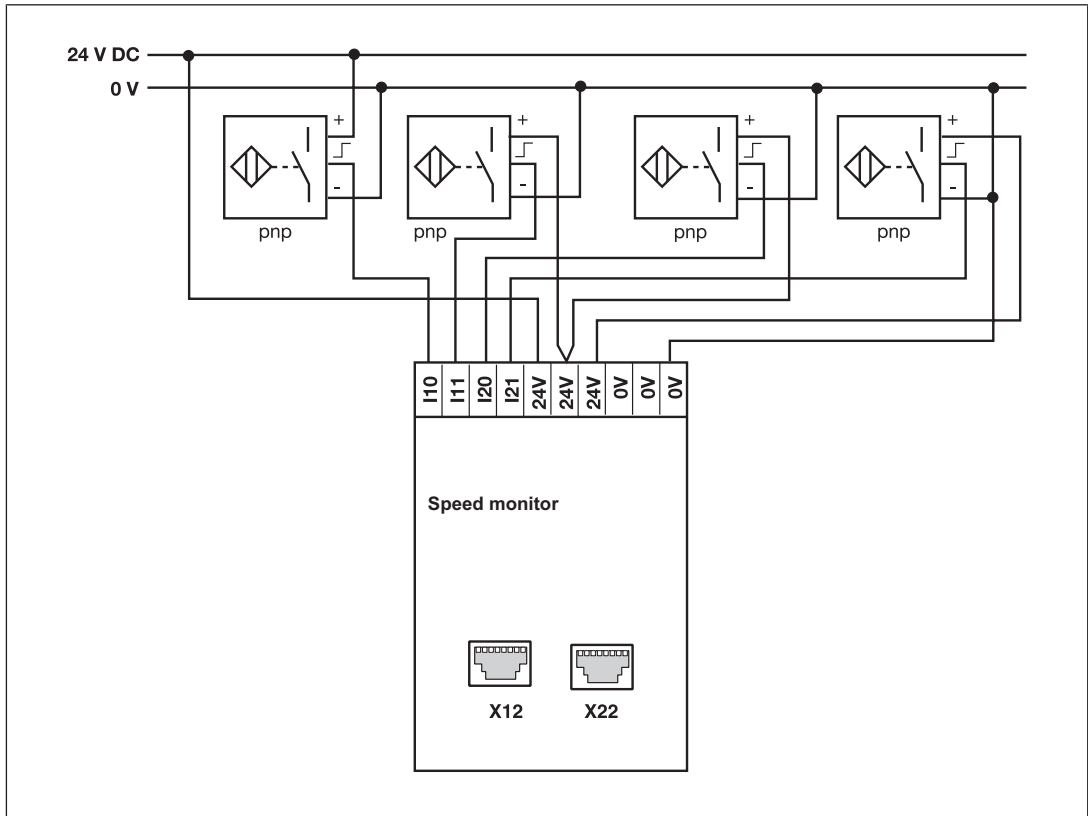 24 V DC
0 V
+ + + +
- - - -
pnp pnp pnp pnp
I10 I11 I20 I21 24V 24V 24V 0V 0V 0V
Speed monitor
X12 X22